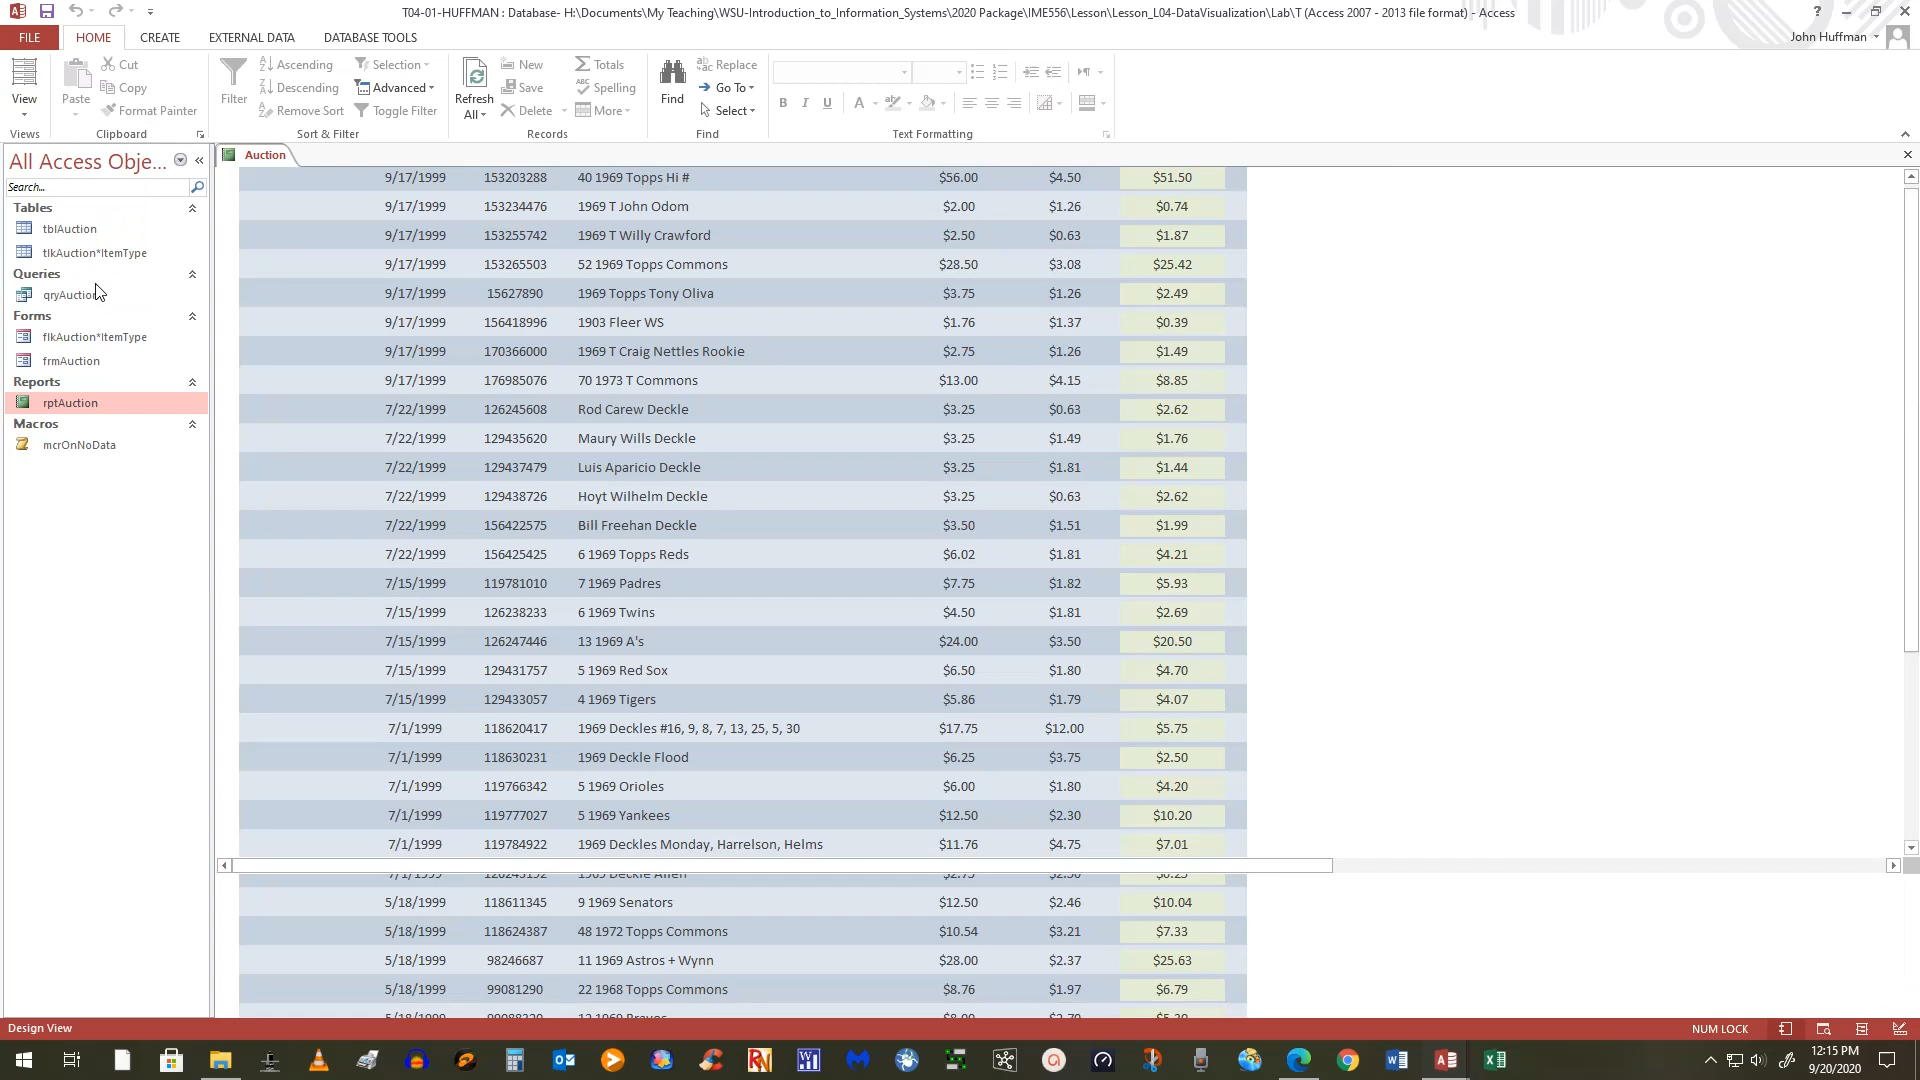 T04-01-HUFFMAN : Database- H:\Documents\My Teaching\WSU-Introduction_to_Information_Systems\2020 Package\IME556\Lesson\Lesson_L04-DataVisualization\Lab\T (Access 2007 - 2013 file format) - Access
FILE HOME CREATE EXTERNAL DATA DATABASE TOOLS John Huffman
View
Views
Paste
Cut
Copy
Format Painter
Clipboard
Filter
Ascending
Descending
Remove Sort
Selection
Advanced
Toggle Filter
Sort & Filter
Refresh
All
New
Save
Delete
Totals
Spelling
More
Records
Find
Replace
Go To
Select
Find
B I U A
Text Formatting
All Access Obje...
Search...
Tables
tblAuction
tlkAuction*ItemType
Queries
qryAuction
Forms
flkAuction*ItemType
frmAuction
Reports
rptAuction
Macros
mcrOnNoData
Auction
9/17/1999 153203288 40 1969 Topps Hi # $56.00 $4.50 $51.50
9/17/1999 153234476 1969 T John Odom $2.00 $1.26 $0.74
9/17/1999 153255742 1969 T Willy Crawford $2.50 $0.63 $1.87
9/17/1999 153265503 52 1969 Topps Commons $28.50 $3.08 $25.42
9/17/1999 15627890 1969 Topps Tony Oliva $3.75 $1.26 $2.49
9/17/1999 156418996 1903 Fleer WS $1.76 $1.37 $0.39
9/17/1999 170366000 1969 T Craig Nettles Rookie $2.75 $1.26 $1.49
9/17/1999 176985076 70 1973 T Commons $13.00 $4.15 $8.85
7/22/1999 126245608 Rod Carew Deckle $3.25 $0.63 $2.62
7/22/1999 129435620 Maury Wills Deckle $3.25 $1.49 $1.76
7/22/1999 129437479 Luis Aparicio Deckle $3.25 $1.81 $1.44
7/22/1999 129438726 Hoyt Wilhelm Deckle $3.25 $0.63 $2.62
7/22/1999 156422575 Bill Freehan Deckle $3.50 $1.51 $1.99
7/22/1999 156425425 6 1969 Topps Reds $6.02 $1.81 $4.21
7/15/1999 119781010 7 1969 Padres $7.75 $1.82 $5.93
7/15/1999 126238233 6 1969 Twins $4.50 $1.81 $2.69
7/15/1999 126247446 13 1969 A's $24.00 $3.50 $20.50
7/15/1999 129431757 5 1969 Red Sox $6.50 $1.80 $4.70
7/15/1999 129433057 4 1969 Tigers $5.86 $1.79 $4.07
7/1/1999 118620417 1969 Deckles #16, 9, 8, 7, 13, 25, 5, 30 $17.75 $12.00 $5.75
7/1/1999 118630231 1969 Deckle Flood $6.25 $3.75 $2.50
7/1/1999 119766342 5 1969 Orioles $6.00 $1.80 $4.20
7/1/1999 119777027 5 1969 Yankees $12.50 $2.30 $10.20
7/1/1999 119784922 1969 Deckles Monday, Harrelson, Helms $11.76 $4.75 $7.01
5/18/1999 118611345 9 1969 Senators $12.50 $2.46 $10.04
5/18/1999 118624387 48 1972 Topps Commons $10.54 $3.21 $7.33
5/18/1999 98246687 11 1969 Astros + Wynn $28.00 $2.37 $25.63
5/18/1999 99081290 22 1968 Topps Commons $8.76 $1.97 $6.79
Design View NUM LOCK
12:15 PM
9/20/2020